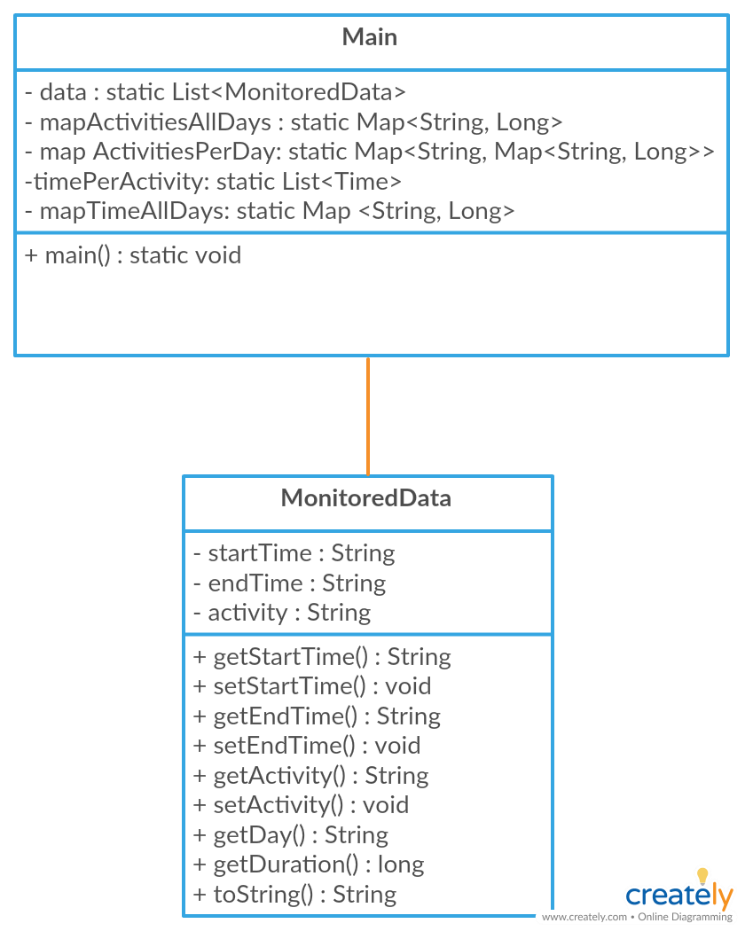 Main
- data : static List<MonitoredData>
- mapActivitiesAllDays : static Map<String, Long>
- map ActivitiesPerDay: static Map<String, Map<String, Long>>
-timePerActivity: static List<Time>
- mapTimeAllDays: static Map <String, Long>
+ main() : static void
MonitoredData
- startTime : String
- endTime : String
- activity : String
+ getStartTime() : String
+ setStartTime() : void
+ getEndTime() : String
+ setEndTime() : void
+ getActivity() : String
+ setActivity() : void
+ getDay() : String
+ getDuration() : long
+ toString() : String
creately
www.creately.com • Online Diagramming